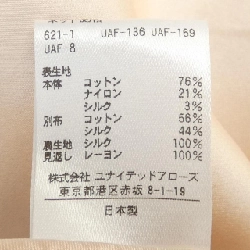 621-1 UAF-136 UAF-159
UAF-8
表生地
本体 コットン 76%
ナイロン 21%
シルク 3%
別布 コットン 56%
シルク 44%
裏生地 シルク 100%
見返し レーヨン 100%
株式会社 ユナイテッドアローズ
東京都港区赤坂 8-1-19
日本製